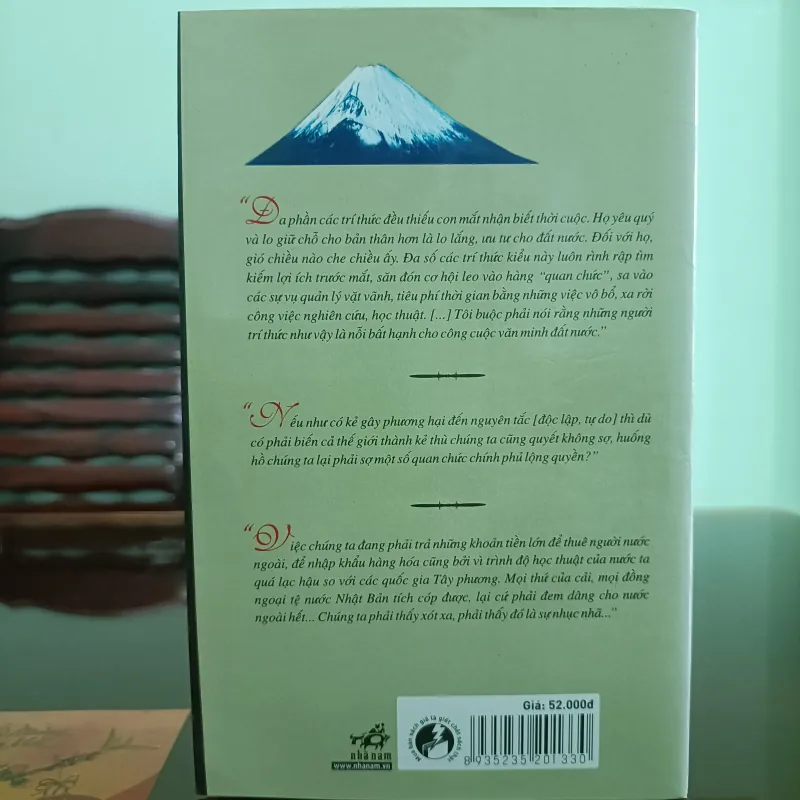 “Đa phần các trí thức đều thiếu con mắt nhận biết thời cuộc. Họ yêu quý
và lo giữ chỗ cho bản thân hơn là lo lắng, ưu tư cho đất nước. Đối với họ,
gió chiều nào che chiều ấy. Đa số các trí thức kiểu này luôn rình rập tìm
kiếm lợi ích trước mắt, săn đón cơ hội leo vào hàng “quan chức”, sa vào
các sự vụ quản lý vặt vãnh, tiêu phí thời gian bằng những việc vô bổ, xa rời
công việc nghiên cứu, học thuật. [...] Tôi buộc phải nói rằng những người
trí thức như vậy là nỗi bất hạnh cho công cuộc văn minh đất nước.”
“Nếu như có kẻ gây phương hại đến nguyên tắc [độc lập, tự do] thì dù
có phải biến cả thế giới thành kẻ thù chúng ta cũng quyết không sợ, huống
hồ chúng ta lại phải sợ một số quan chức chính phủ lộng quyền?”
“Việc chúng ta đang phải trả những khoản tiền lớn để thuê người nước
ngoài, để nhập khẩu hàng hóa cũng bởi vì trình độ học thuật của nước ta
quá lạc hậu so với các quốc gia Tây phương. Mọi thứ của cải, mọi đồng
ngoại tệ nước Nhật Bản tích cóp được, lại cứ phải đem dâng cho nước
ngoài hết... Chúng ta phải thấy xót xa, phải thấy đó là sự nhục nhã...”
nhã nam
www.nhanam.vn
Mua bán sách giả là giết chết sách thật
Giá: 52.000đ
8 935235 201330